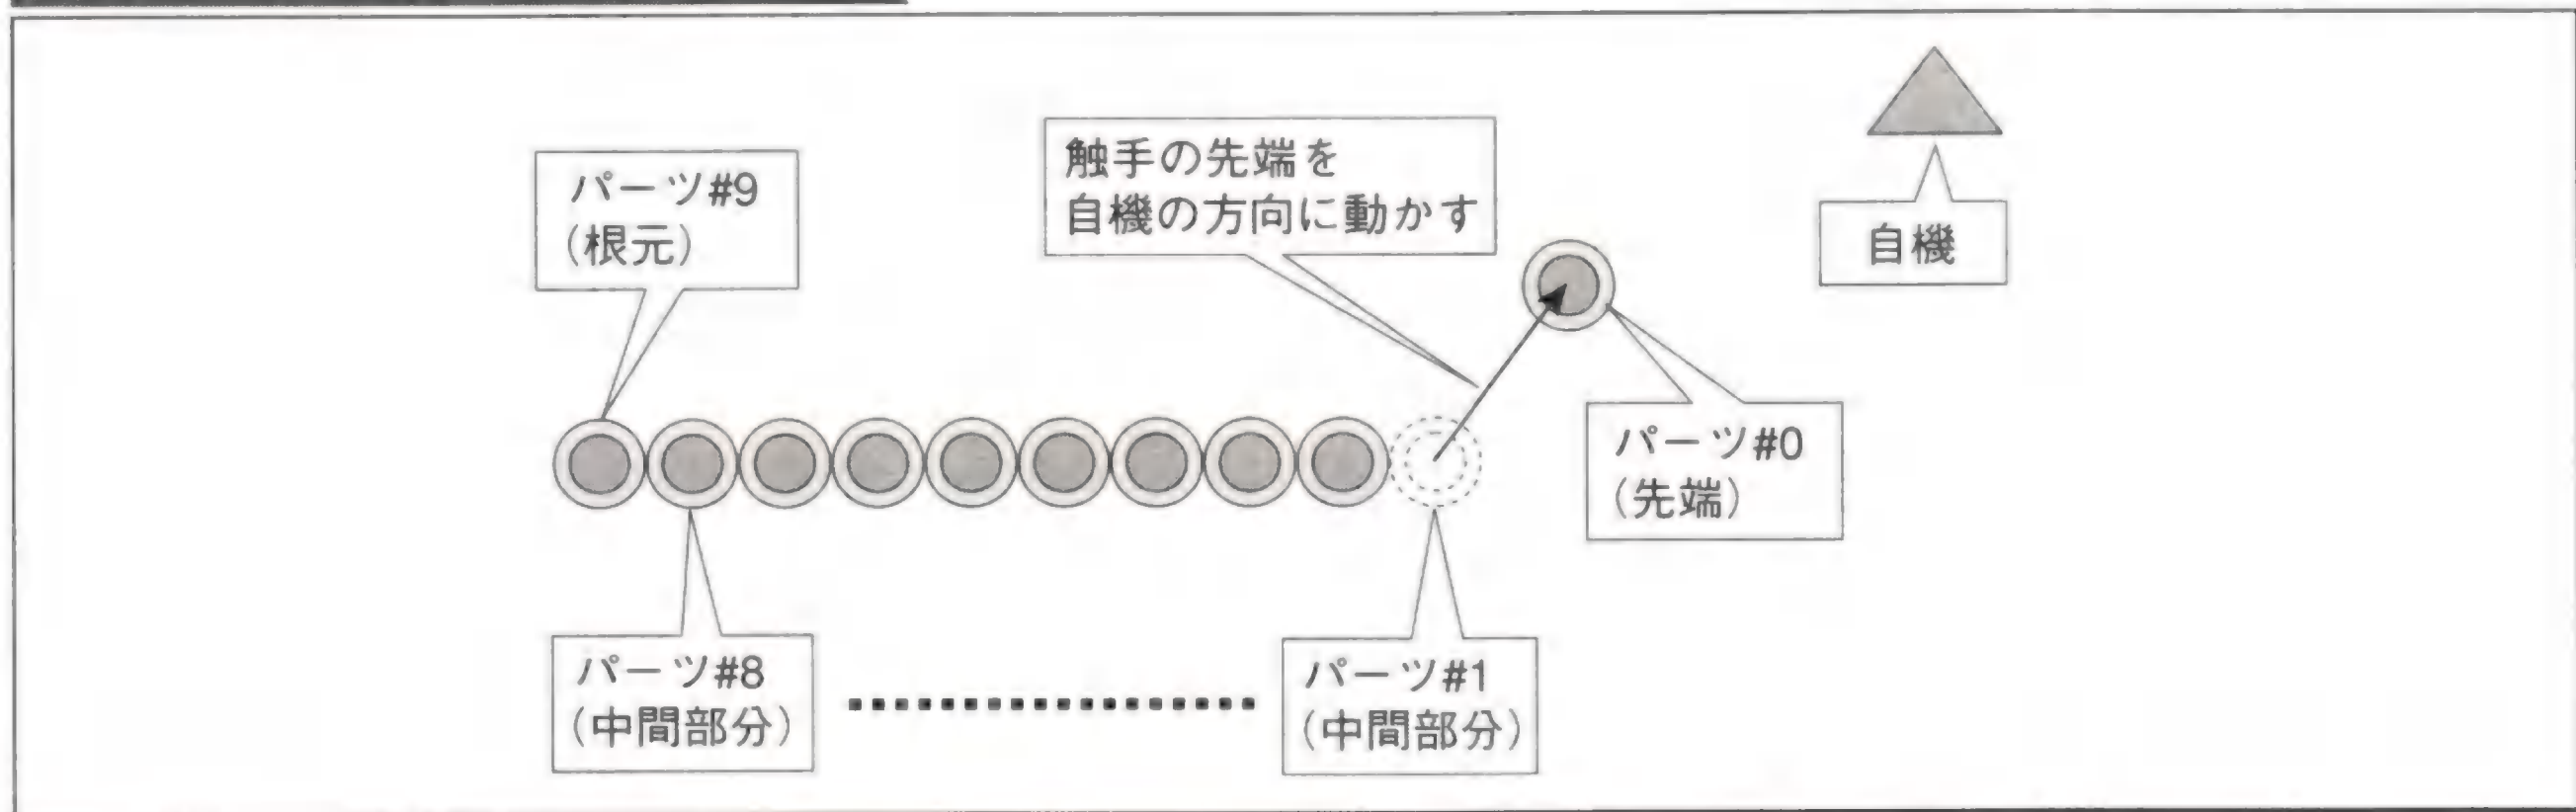 パーツ#9
(根元)
触手の先端を
自機の方向に動かす
自機
パーツ#0
(先端)
パーツ#8
(中間部分)
パーツ#1
(中間部分)